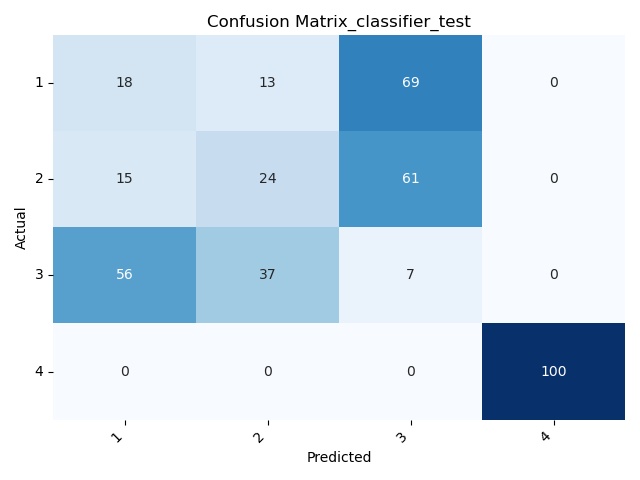 Confusion Matrix_classifier_test
1 18 13 69 0
2 15 24 61 0
3 56 37 7 0
4 0 0 0 100
Actual
1 2 3 4
Predicted